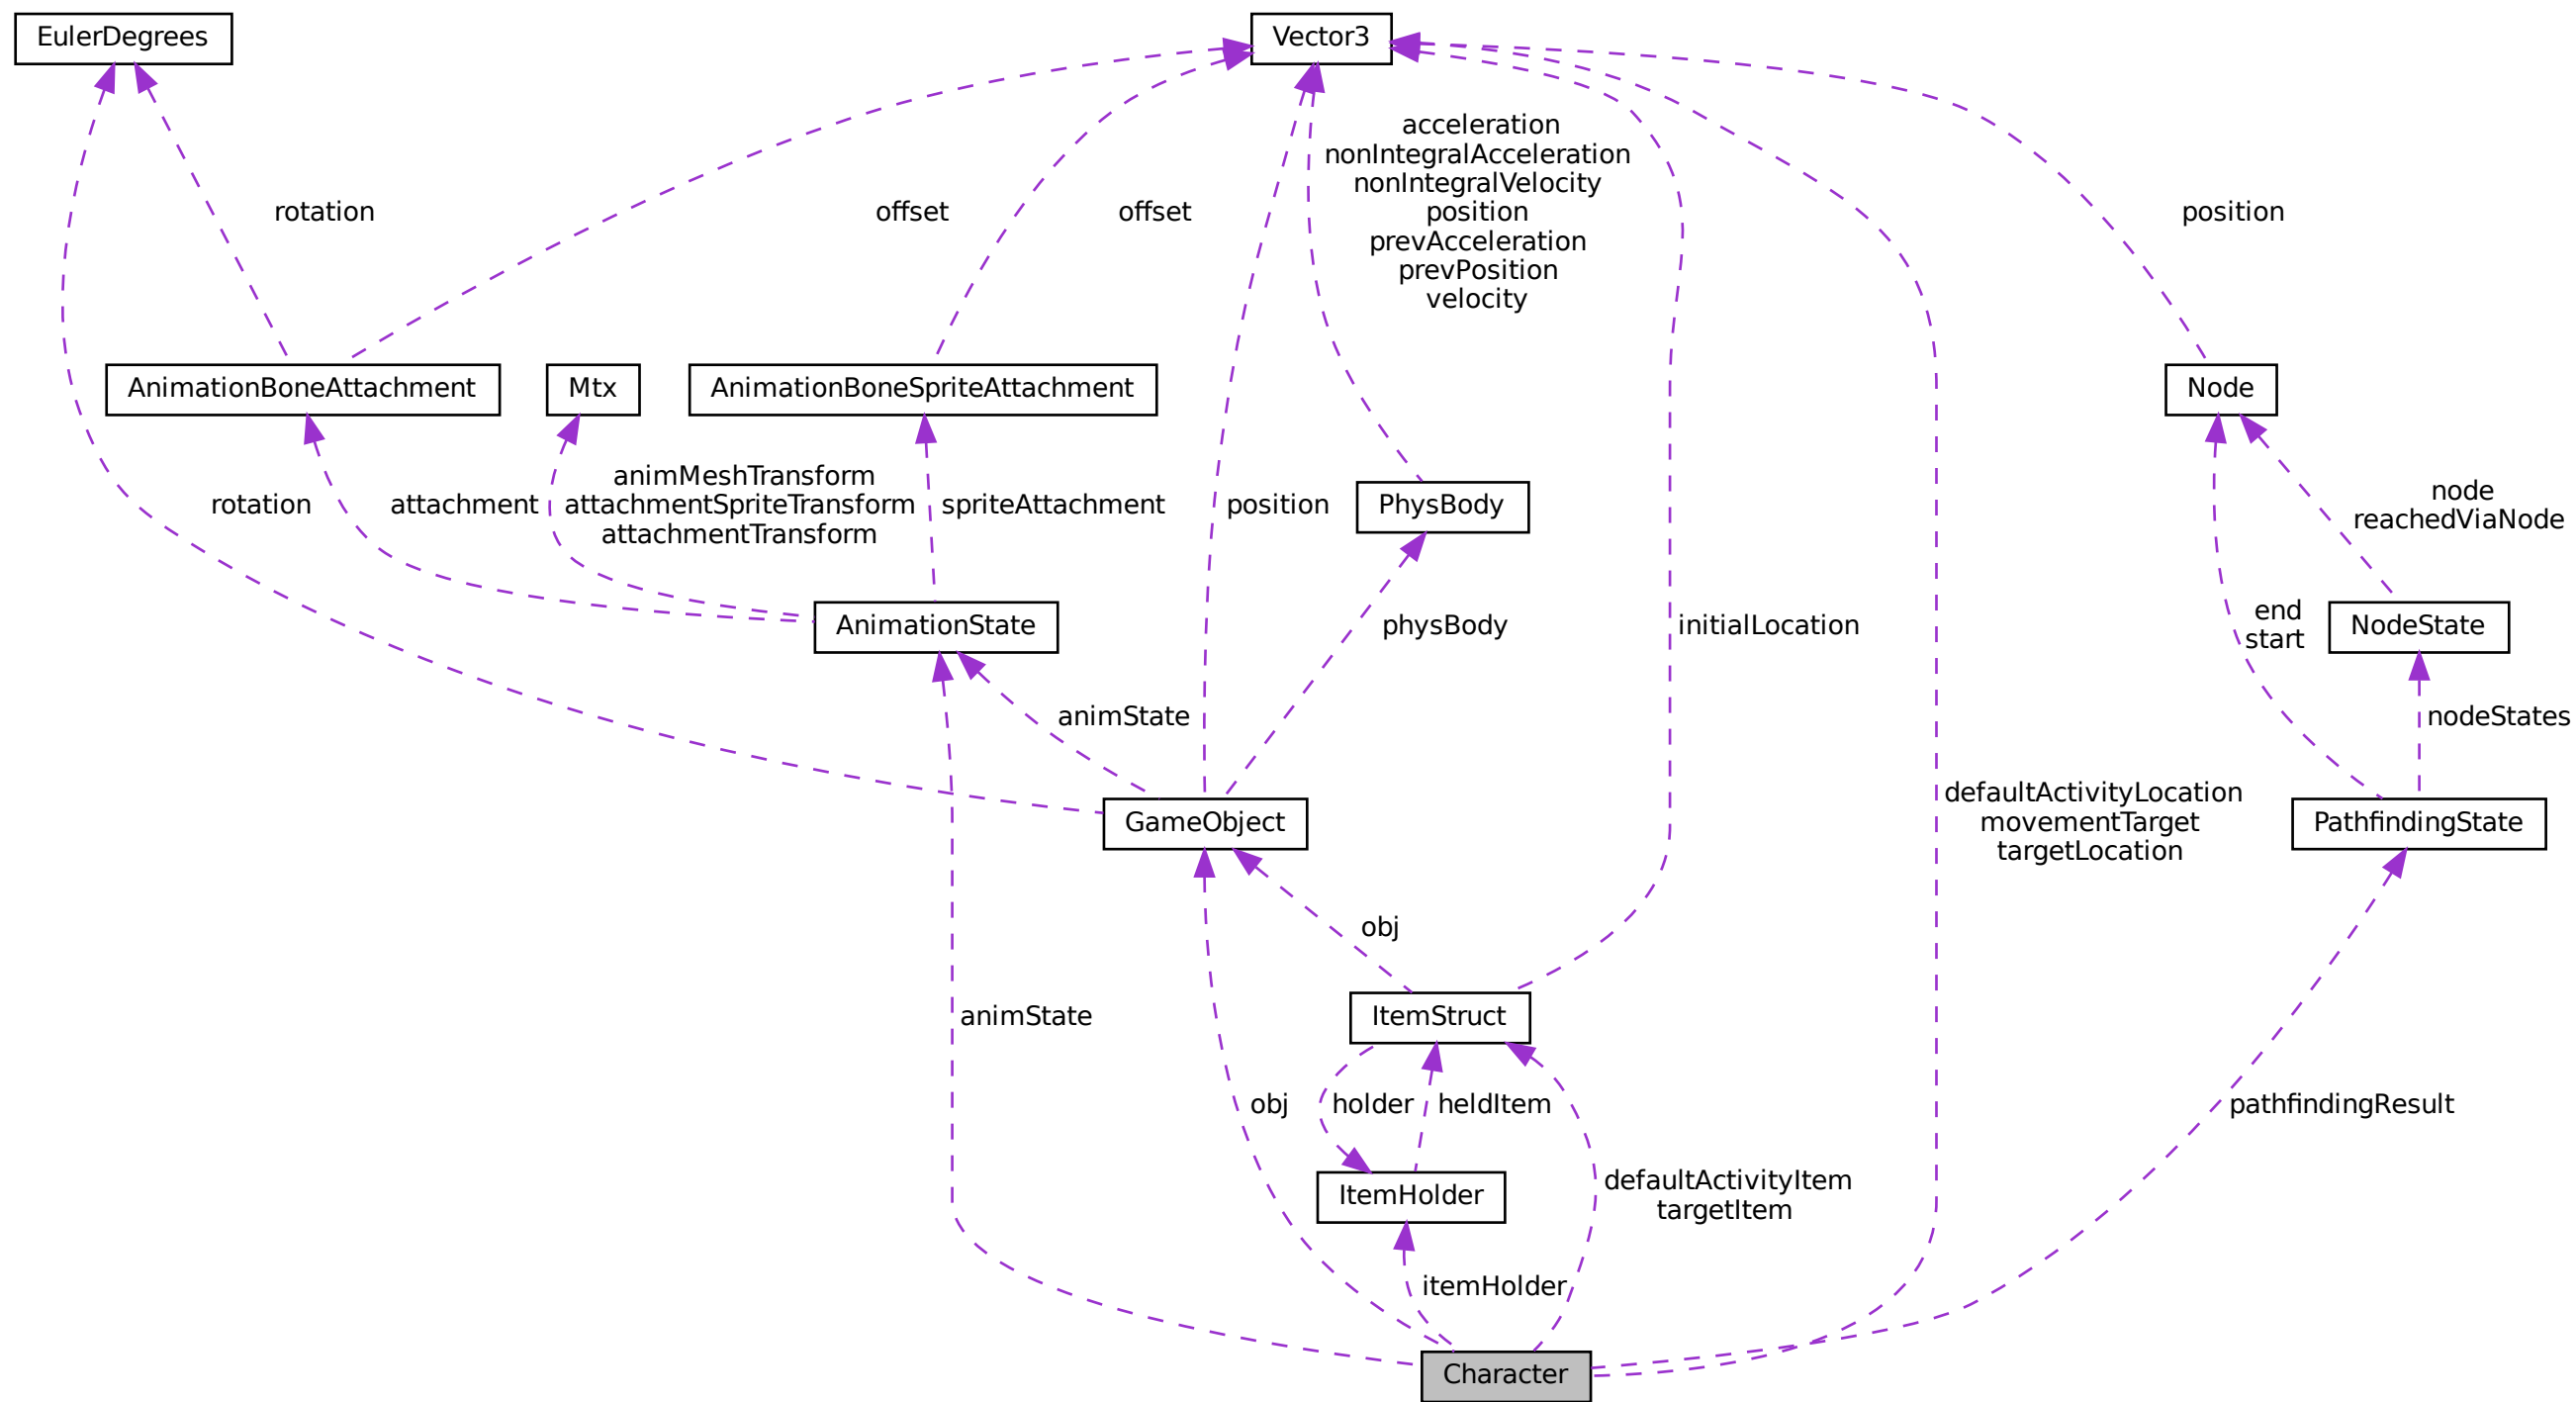 EulerDegrees
Vector3
acceleration
nonIntegralAcceleration
nonIntegralVelocity
position
prevAcceleration
prevPosition
velocity
rotation
offset
offset
position
AnimationBoneAttachment
Mtx
AnimationBoneSpriteAttachment
Node
rotation
attachment
animMeshTransform
attachmentSpriteTransform
attachmentTransform
spriteAttachment
position
PhysBody
node
reachedViaNode
AnimationState
physBody
initialLocation
end
start
NodeState
animState
nodeStates
GameObject
defaultActivityLocation
movementTarget
targetLocation
PathfindingState
obj
animState
ItemStruct
obj
holder
heldItem
pathfindingResult
ItemHolder
defaultActivityItem
targetItem
itemHolder
Character